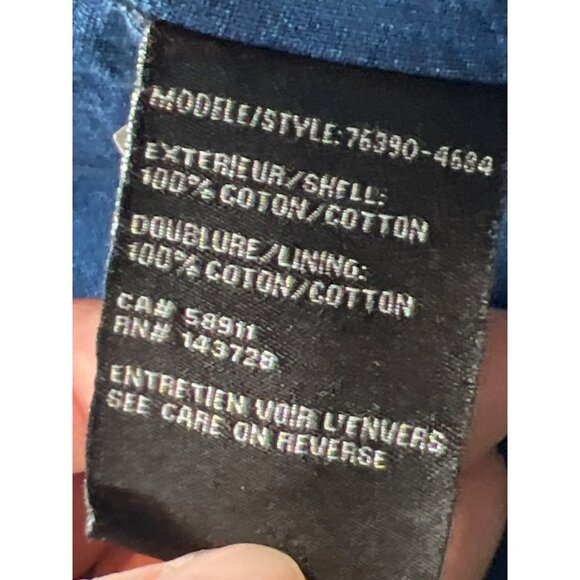 MODELE/STYLE: 76390-4684
EXTERIEUR/SHELL:
100% COTON/COTTON
DOUBLURE/LINING:
100% COTON/COTTON
CA# 58911
RN# 143728
ENTRETIEN VOIR L'ENVERS
SEE CARE ON REVERSE